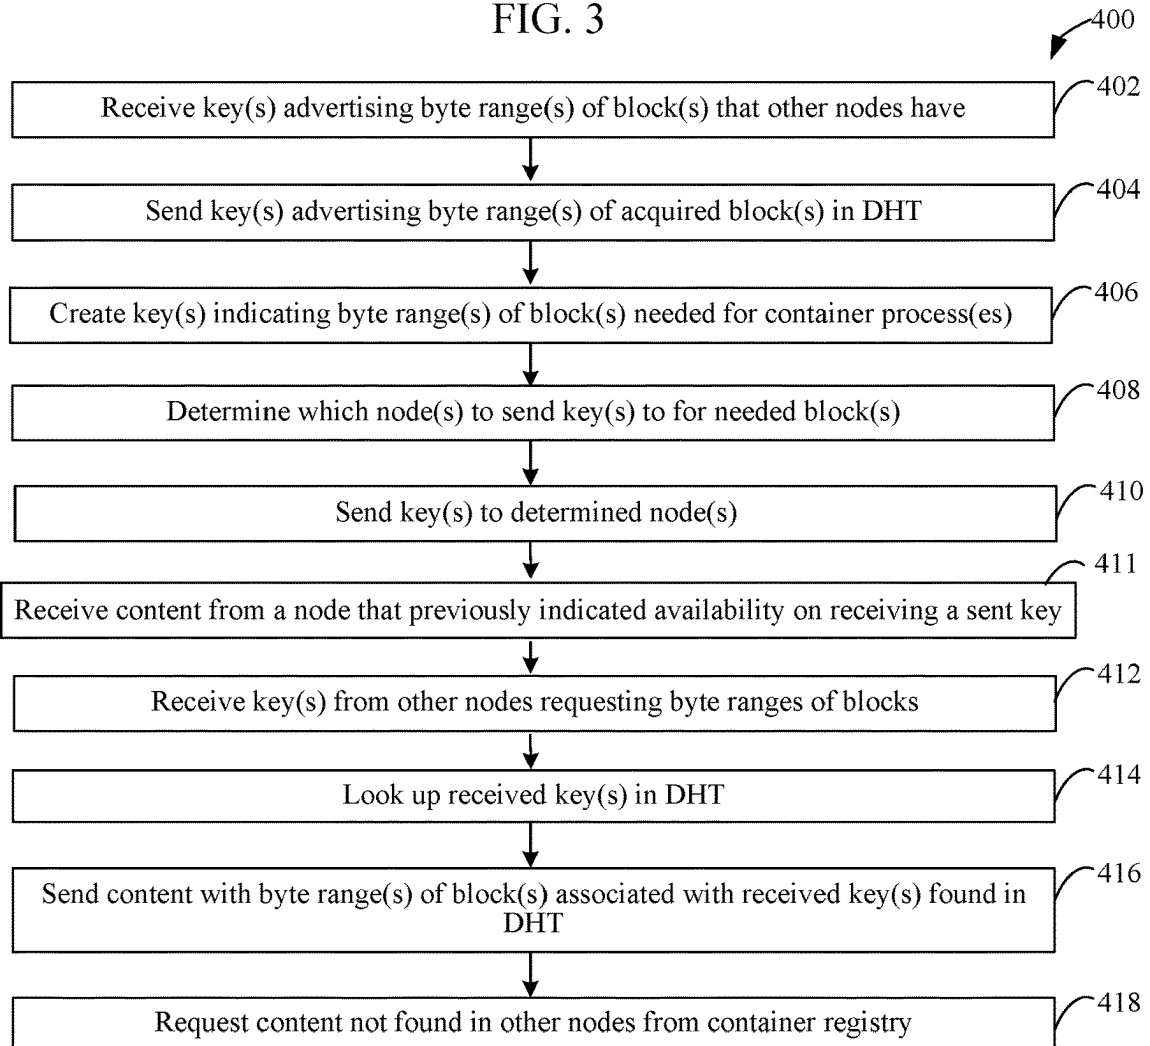 FIG. 3
400
Receive key(s) advertising byte range(s) of block(s) that other nodes have
402
Send key(s) advertising byte range(s) of acquired block(s) in DHT
404
Create key(s) indicating byte range(s) of block(s) needed for container process(es)
406
Determine which node(s) to send key(s) to for needed block(s)
408
Send key(s) to determined node(s)
410
Receive content from a node that previously indicated availability on receiving a sent key
411
Receive key(s) from other nodes requesting byte ranges of blocks
412
Look up received key(s) in DHT
414
Send content with byte range(s) of block(s) associated with received key(s) found in
DHT
416
Request content not found in other nodes from container registry
418